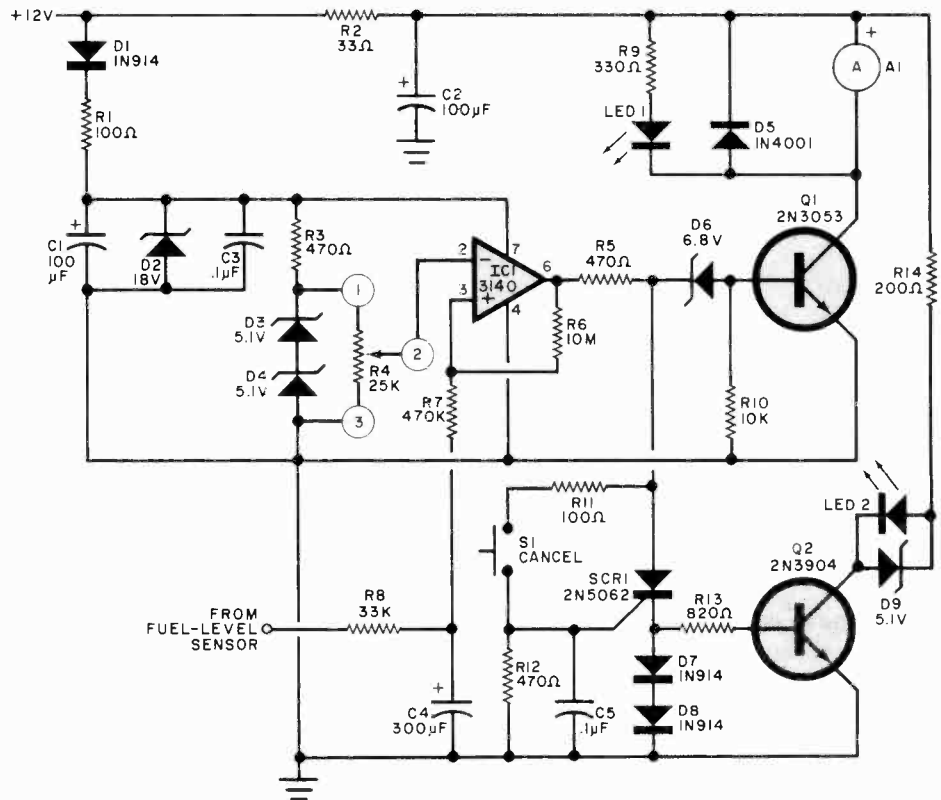 +12V
D1
1N914
R1
100Ω
R2
33Ω
+
C2
100µF
R9
330Ω
LED 1
D5
1N4001
+
A
A1
+
C1
100
µF
D2
18V
C3
.1µF
R3
470Ω
D3
5.1V
D4
5.1V
1
R4
25K
3
2
2
3
−
+
IC1
3140
7
6
4
R5
470Ω
R6
10M
R7
470K
D6
6.8V
Q1
2N3053
R10
10K
R14
200Ω
R11
100Ω
S1
CANCEL
SCR1
2N5062
R13
820Ω
Q2
2N3904
LED 2
D9
5.1V
FROM
FUEL-LEVEL
SENSOR
R8
33K
+
C4
300µF
R12
470Ω
C5
.1µF
D7
1N914
D8
1N914